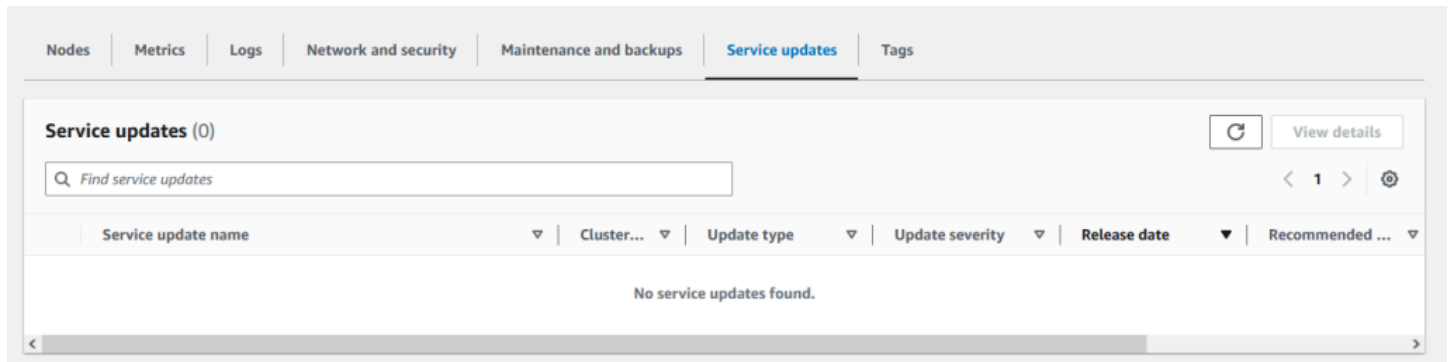 Nodes Metrics Logs Network and security Maintenance and backups Service updates Tags
Service updates (0) View details
Find service updates 1
Service update name Cluster... Update type Update severity Release date Recommended ...
No service updates found.